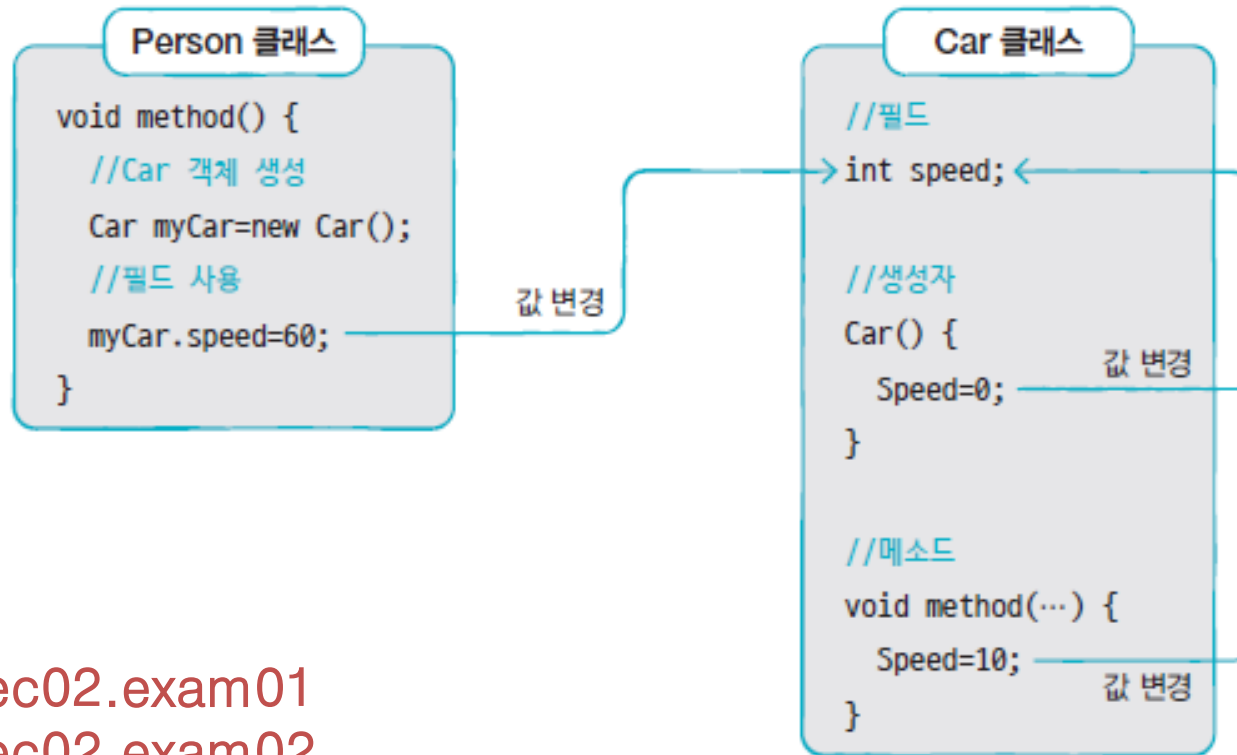 Person 클래스
void method() {
//Car 객체 생성
Car myCar=new Car();
//필드 사용
myCar.speed=60;
}
값 변경
Car 클래스
//필드
int speed;
//생성자
Car() {
Speed=0;
값 변경
}
//메소드
void method(…) {
Speed=10;
값 변경
}
ec02.exam01
ec02.exam02